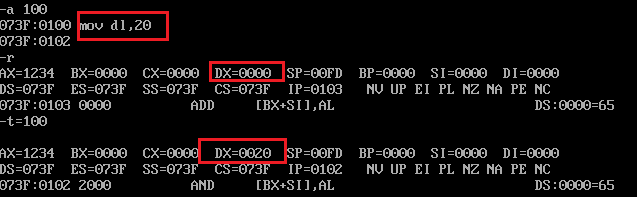 -a 100
073F:0100 mov dl,20
073F:0102
-r
AX=1234 BX=0000 CX=0000 DX=0000 SP=00FD BP=0000 SI=0000 DI=0000
DS=073F ES=073F SS=073F CS=073F IP=0103 NV UP EI PL NZ NA PE NC
073F:0103 0000 ADD [BX+SI],AL DS:0000=65
-t=100
AX=1234 BX=0000 CX=0000 DX=0020 SP=00FD BP=0000 SI=0000 DI=0000
DS=073F ES=073F SS=073F CS=073F IP=0102 NV UP EI PL NZ NA PE NC
073F:0102 2000 AND [BX+SI],AL DS:0000=65